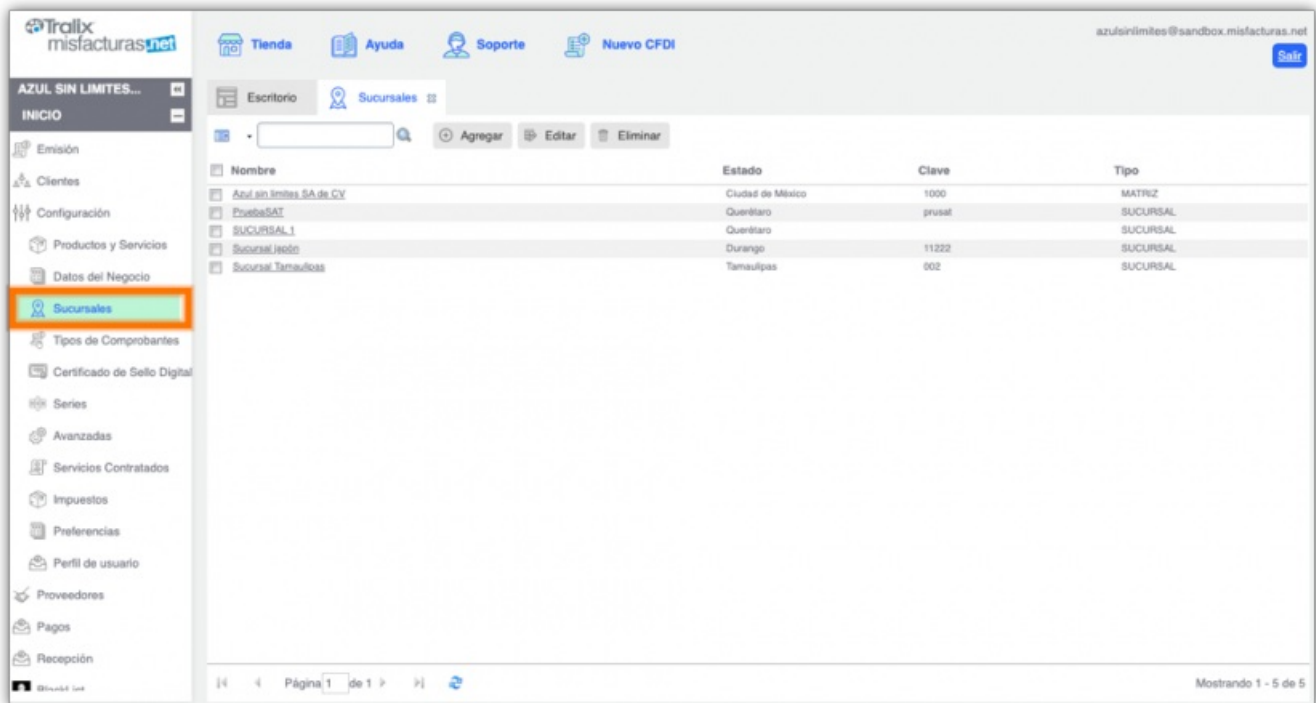 Tralix
misfacturas.net
Tienda
Ayuda
Soporte
Nuevo CFDI
azulsinlimites@sandbox.misfacturas.net
Salir
AZUL SIN LIMITES...
INICIO
Escritorio
Sucursales
Agregar
Editar
Eliminar
Emisión
Clientes
Configuración
Productos y Servicios
Datos del Negocio
Sucursales
Tipos de Comprobantes
Certificado de Sello Digital
Series
Avanzadas
Servicios Contratados
Impuestos
Preferencias
Perfil de usuario
Proveedores
Pagos
Recepción
Nombre Estado Clave Tipo
Azul sin limites SA de CV Ciudad de México 1000 MATRIZ
PruebaSAT Querétaro prusat SUCURSAL
SUCURSAL 1 Querétaro SUCURSAL
Sucursal japón Durango 11222 SUCURSAL
Sucursal Tamaulipas Tamaulipas 002 SUCURSAL
Página 1 de 1
Mostrando 1 - 5 de 5